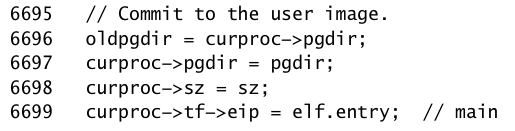 6695 // Commit to the user image.
6696 oldpgdir = curproc->pgdir;
6697 curproc->pgdir = pgdir;
6698 curproc->sz = sz;
6699 curproc->tf->eip = elf.entry; // main